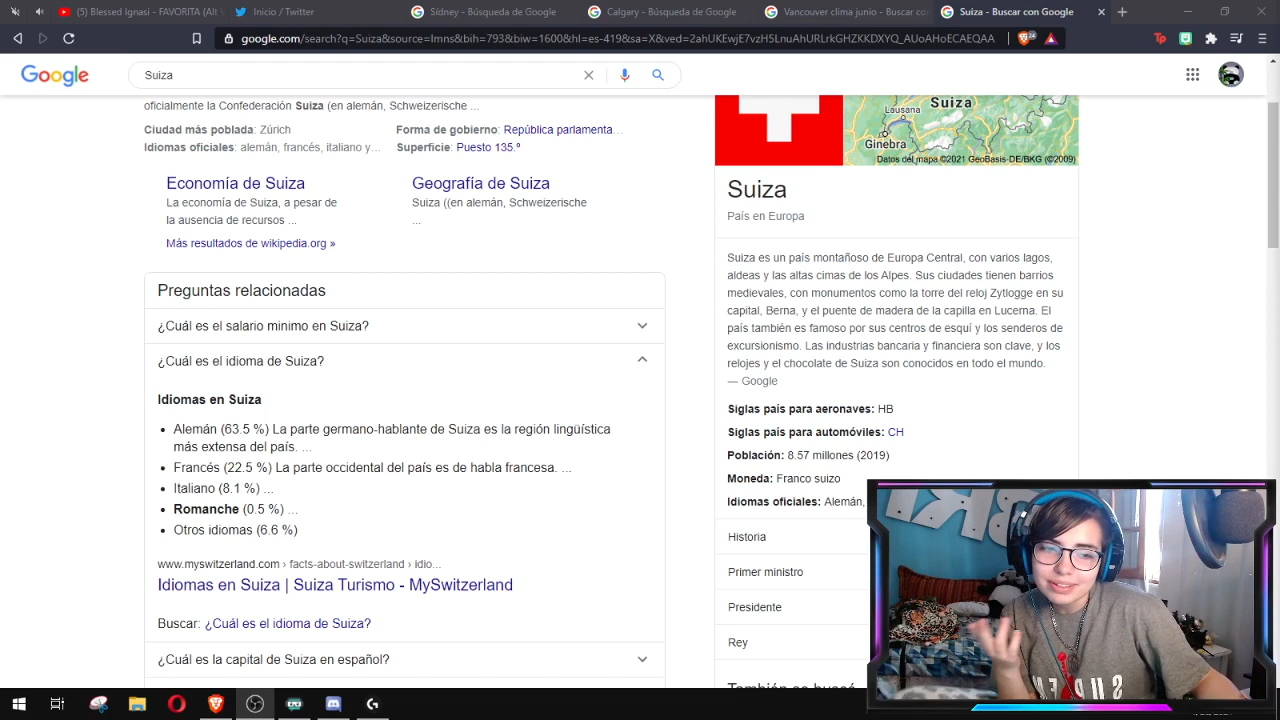 (5) Blessed Ignasi - FAVORITA (Alt
Inicio / Twitter
Sídney - Búsqueda de Google
Calgary - Búsqueda de Google
Vancouver clima junio - Buscar co
Suiza - Buscar con Google
google.com/search?q=Suiza&source=lmns&bih=793&biw=1600&hl=es-419&sa=X&ved=2ahUKEwjE7vzH5LnuAhURLrkGHZKKDXYQ_AUoAHoECAEQAA
24
Google
Suiza
oficialmente la Confederación Suiza (en alemán, Schweizerische ...
Ciudad más poblada: Zúrich
Forma de gobierno: República parlamenta...
Idiomas oficiales: alemán, francés, italiano y...
Superficie: Puesto 135.º
Economía de Suiza
Geografía de Suiza
La economía de Suiza, a pesar de
la ausencia de recursos ...
Suiza ((en alemán, Schweizerische
...
Más resultados de wikipedia.org »
Preguntas relacionadas
¿Cuál es el salario minimo en Suiza?
¿Cuál es el idioma de Suiza?
Idiomas en Suiza
• Alemán (63.5 %) La parte germano-hablante de Suiza es la región lingüística
más extensa del país. ...
• Francés (22.5 %) La parte occidental del país es de habla francesa. ...
• Italiano (8.1 %) ...
• Romanche (0.5 %) ...
• Otros idiomas (6.6 %)
www.myswitzerland.com › facts-about-switzerland › idio...
Idiomas en Suiza | Suiza Turismo - MySwitzerland
Buscar: ¿Cuál es el idioma de Suiza?
¿Cuál es la capital de Suiza en español?
Lausana
Suiza
Ginebra
Datos del mapa ©2021 GeoBasis-DE/BKG (©2009)
Suiza
País en Europa
Suiza es un país montañoso de Europa Central, con varios lagos,
aldeas y las altas cimas de los Alpes. Sus ciudades tienen barrios
medievales, con monumentos como la torre del reloj Zytlogge en su
capital, Berna, y el puente de madera de la capilla en Lucerna. El
país también es famoso por sus centros de esquí y los senderos de
excursionismo. Las industrias bancaria y financiera son clave, y los
relojes y el chocolate de Suiza son conocidos en todo el mundo.
— Google
Siglas país para aeronaves: HB
Siglas país para automóviles: CH
Población: 8.57 millones (2019)
Moneda: Franco suizo
Idiomas oficiales: Alemán,
Historia
Primer ministro
Presidente
Rey
También se buscó